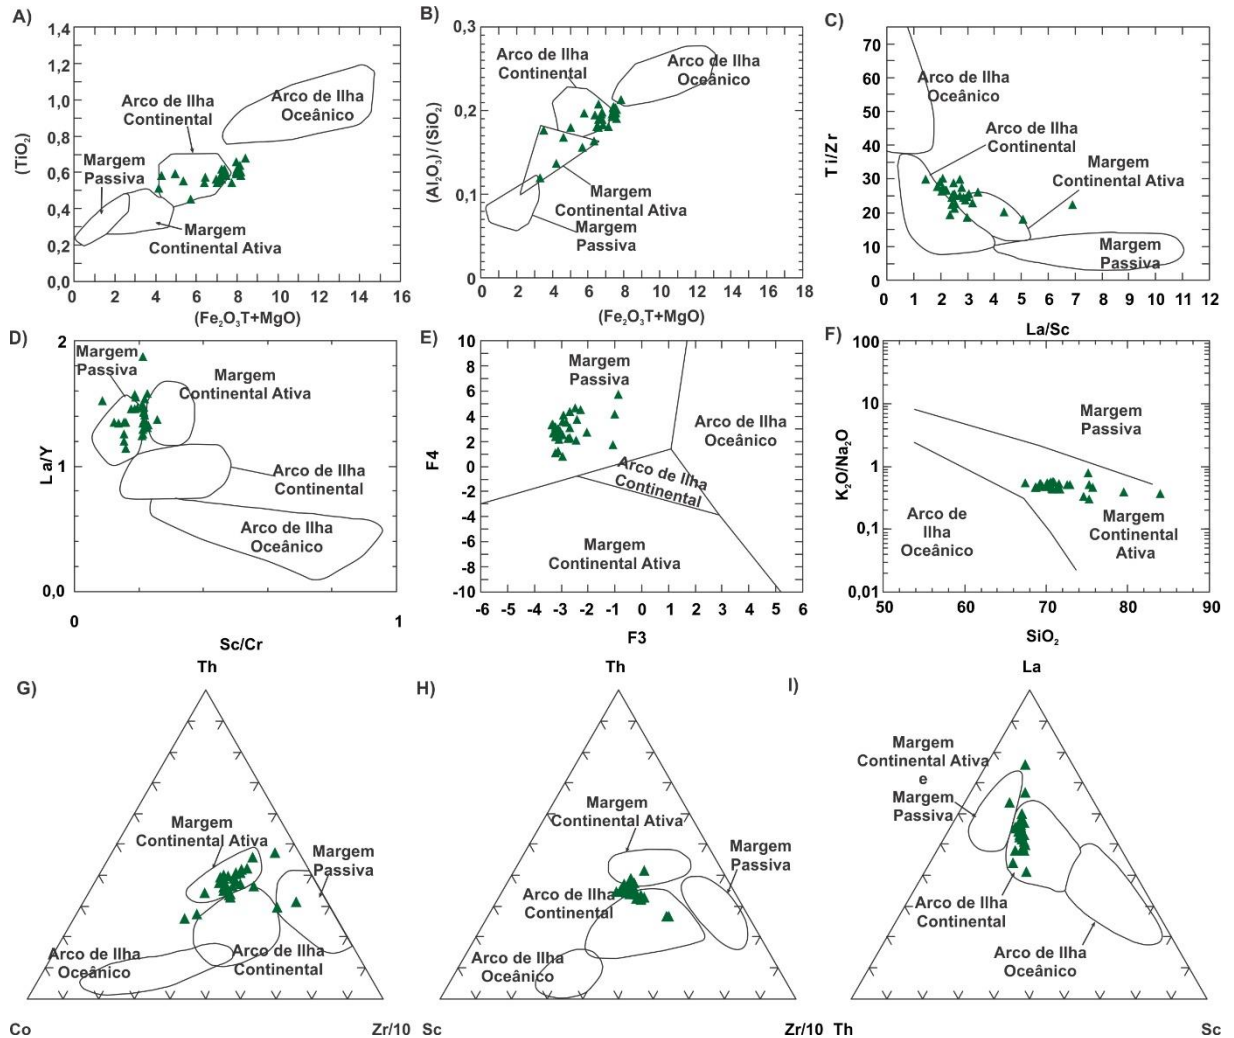 A)
(TiO₂)
1,4
1,2
1,0
0,8
0,6
0,4
0,2
0,0
0 2 4 6 8 10 12 14 16
(Fe₂O₃T+MgO)
Arco de Ilha
Continental
Arco de Ilha
Oceânico
Margem
Passiva
Margem
Continental Ativa
B)
(Al₂O₃)/(SiO₂)
0,3
0,2
0,1
0
0 2 4 6 8 10 12 14 16 18
(Fe₂O₃T+MgO)
Arco de Ilha
Continental
Arco de Ilha
Oceânico
Margem
Continental Ativa
Margem
Passiva
C)
Ti/Zr
70
60
50
40
30
20
10
0
0 1 2 3 4 5 6 7 8 9 10 11 12
La/Sc
Arco de Ilha
Oceânico
Arco de Ilha
Continental
Margem
Continental Ativa
Margem
Passiva
D)
La/Y
2
1
0,0
0 1
Sc/Cr
Margem
Passiva
Margem
Continental Ativa
Arco de Ilha
Continental
Arco de Ilha
Oceânico
E)
F4
10
8
6
4
2
0
-2
-4
-6
-8
-10
-6 -5 -4 -3 -2 -1 0 1 2 3 4 5 6
F3
Margem
Passiva
Arco de Ilha
Oceânico
Arco de Ilha
Continental
Margem
Continental Ativa
F)
K₂O/Na₂O
100
10
1
0,1
0,01
50 60 70 80 90
SiO₂
Margem
Passiva
Arco de
Ilha
Oceânico
Margem
Continental
Ativa
G)
Th
Margem
Continental Ativa
Margem
Passiva
Arco de Ilha
Oceânico
Arco de Ilha
Continental
Co
Zr/10
H)
Th
Margem
Continental Ativa
Margem
Passiva
Arco de Ilha
Continental
Arco de Ilha
Oceânico
Sc
Zr/10
I)
La
Margem
Continental Ativa
e
Margem
Passiva
Arco de Ilha
Continental
Arco de Ilha
Oceânico
Th
Sc